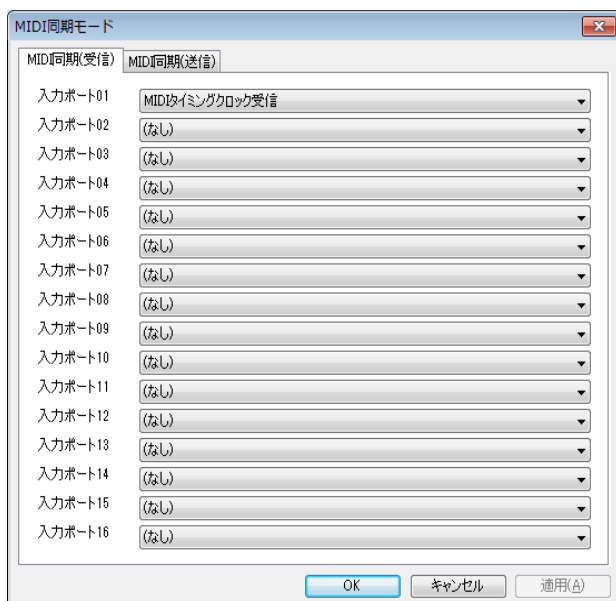 MIDI同期モード
MIDI同期(受信) MIDI同期(送信)
入力ポート01 MIDIタイミングクロック受信
入力ポート02 (なし)
入力ポート03 (なし)
入力ポート04 (なし)
入力ポート05 (なし)
入力ポート06 (なし)
入力ポート07 (なし)
入力ポート08 (なし)
入力ポート09 (なし)
入力ポート10 (なし)
入力ポート11 (なし)
入力ポート12 (なし)
入力ポート13 (なし)
入力ポート14 (なし)
入力ポート15 (なし)
入力ポート16 (なし)
OK キャンセル 適用(A)